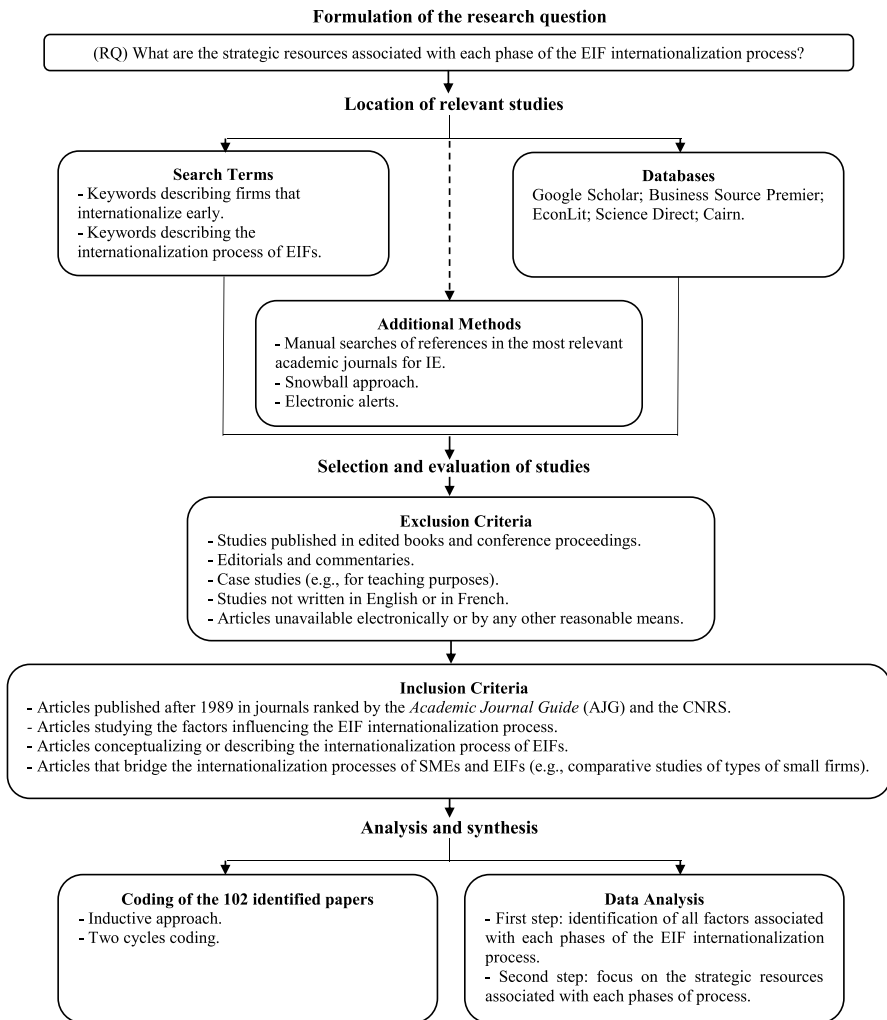 Formulation of the research question
(RQ) What are the strategic resources associated with each phase of the EIF internationalization process?
Location of relevant studies
Search Terms
- Keywords describing firms that
internationalize early.
- Keywords describing the
internationalization process of EIFs.
Databases
Google Scholar; Business Source Premier;
EconLit; Science Direct; Cairn.
Additional Methods
- Manual searches of references in the most relevant
academic journals for IE.
- Snowball approach.
- Electronic alerts.
Selection and evaluation of studies
Exclusion Criteria
- Studies published in edited books and conference proceedings.
- Editorials and commentaries.
- Case studies (e.g., for teaching purposes).
- Studies not written in English or in French.
- Articles unavailable electronically or by any other reasonable means.
Inclusion Criteria
- Articles published after 1989 in journals ranked by the Academic Journal Guide (AJG) and the CNRS.
- Articles studying the factors influencing the EIF internationalization process.
- Articles conceptualizing or describing the internationalization process of EIFs.
- Articles that bridge the internationalization processes of SMEs and EIFs (e.g., comparative studies of types of small firms).
Analysis and synthesis
Coding of the 102 identified papers
- Inductive approach.
- Two cycles coding.
Data Analysis
- First step: identification of all factors associated
with each phases of the EIF internationalization
process.
- Second step: focus on the strategic resources
associated with each phases of process.